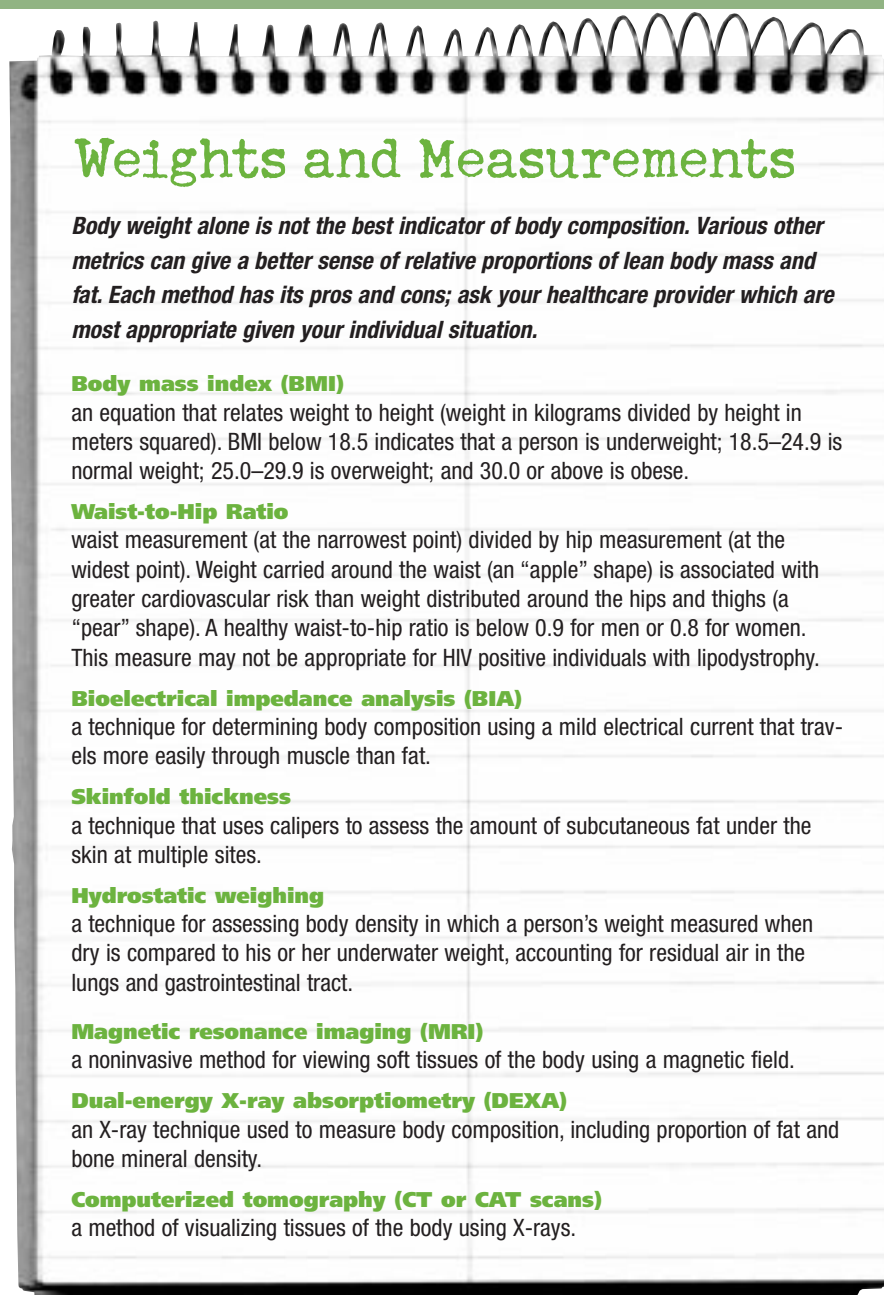 Weights and Measurements
Body weight alone is not the best indicator of body composition. Various other
metrics can give a better sense of relative proportions of lean body mass and
fat. Each method has its pros and cons; ask your healthcare provider which are
most appropriate given your individual situation.
Body mass index (BMI)
an equation that relates weight to height (weight in kilograms divided by height in
meters squared). BMI below 18.5 indicates that a person is underweight; 18.5–24.9 is
normal weight; 25.0–29.9 is overweight; and 30.0 or above is obese.
Waist-to-Hip Ratio
waist measurement (at the narrowest point) divided by hip measurement (at the
widest point). Weight carried around the waist (an “apple” shape) is associated with
greater cardiovascular risk than weight distributed around the hips and thighs (a
“pear” shape). A healthy waist-to-hip ratio is below 0.9 for men or 0.8 for women.
This measure may not be appropriate for HIV positive individuals with lipodystrophy.
Bioelectrical impedance analysis (BIA)
a technique for determining body composition using a mild electrical current that trav-
els more easily through muscle than fat.
Skinfold thickness
a technique that uses calipers to assess the amount of subcutaneous fat under the
skin at multiple sites.
Hydrostatic weighing
a technique for assessing body density in which a person’s weight measured when
dry is compared to his or her underwater weight, accounting for residual air in the
lungs and gastrointestinal tract.
Magnetic resonance imaging (MRI)
a noninvasive method for viewing soft tissues of the body using a magnetic field.
Dual-energy X-ray absorptiometry (DEXA)
an X-ray technique used to measure body composition, including proportion of fat and
bone mineral density.
Computerized tomography (CT or CAT scans)
a method of visualizing tissues of the body using X-rays.